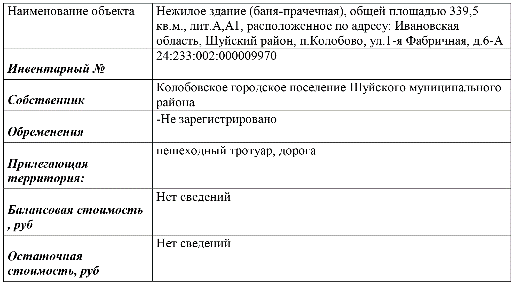 Наименование объекта
Нежилое здание (баня-прачечная), общей площадью 339,5
кв.м., лит.А,А1, расположенное по адресу: Ивановская
область, Шуйский район, п.Колобово, ул.1-я Фабричная, д.6-А
Инвентарный №
24:233:002:000009970
Собственник
Колобовское городское поселение Шуйского муниципального
района
Обременения
-Не зарегистрировано
Прилегающая
территория:
пешеходный тротуар, дорога
Балансовая стоимость
, руб
Нет сведений
Остаточная
стоимость, руб
Нет сведений